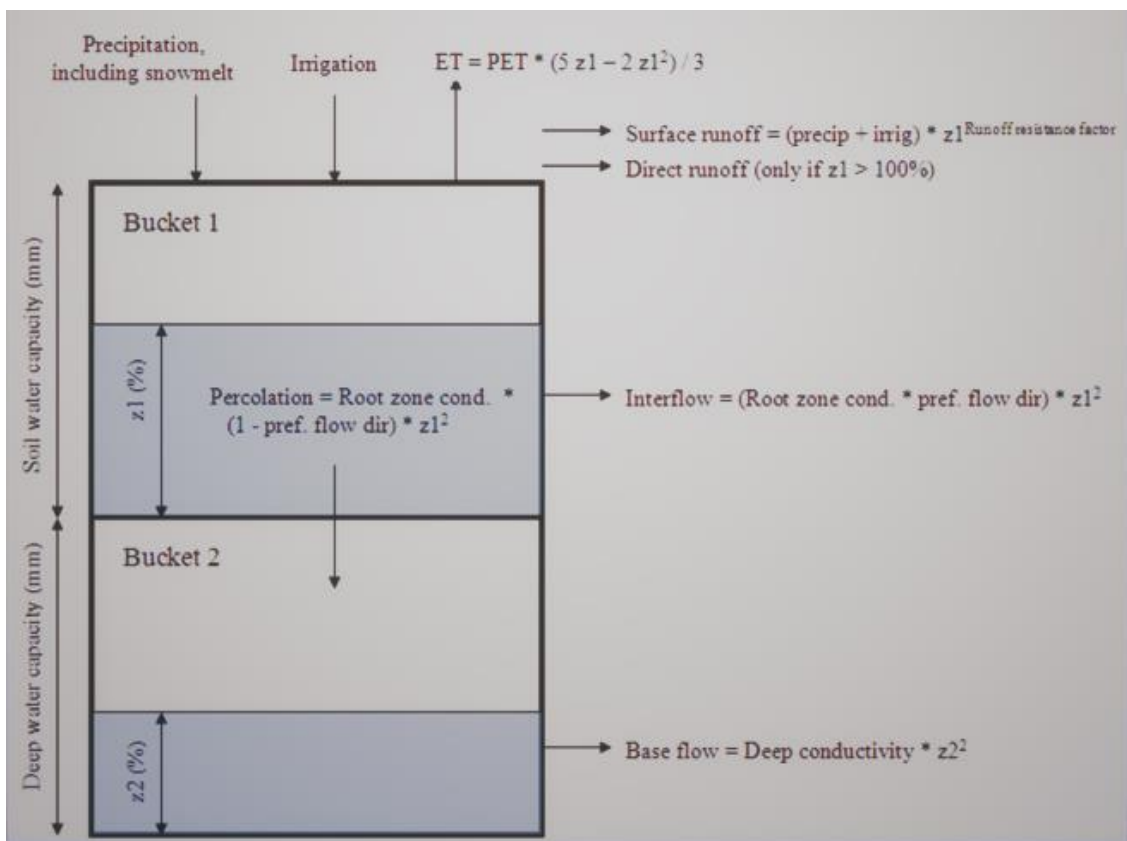 Precipitation,
including snowmelt
Irrigation
ET = PET * (5 z1 – 2 z1²) / 3
Surface runoff = (precip + irrig) * z1^Runoff resistance factor
Direct runoff (only if z1 > 100%)
Bucket 1
Soil water capacity (mm)
z1 (%)
Percolation = Root zone cond. *
(1 - pref. flow dir) * z1²
Interflow = (Root zone cond. * pref. flow dir) * z1²
Bucket 2
Deep water capacity (mm)
z2 (%)
Base flow = Deep conductivity * z2²